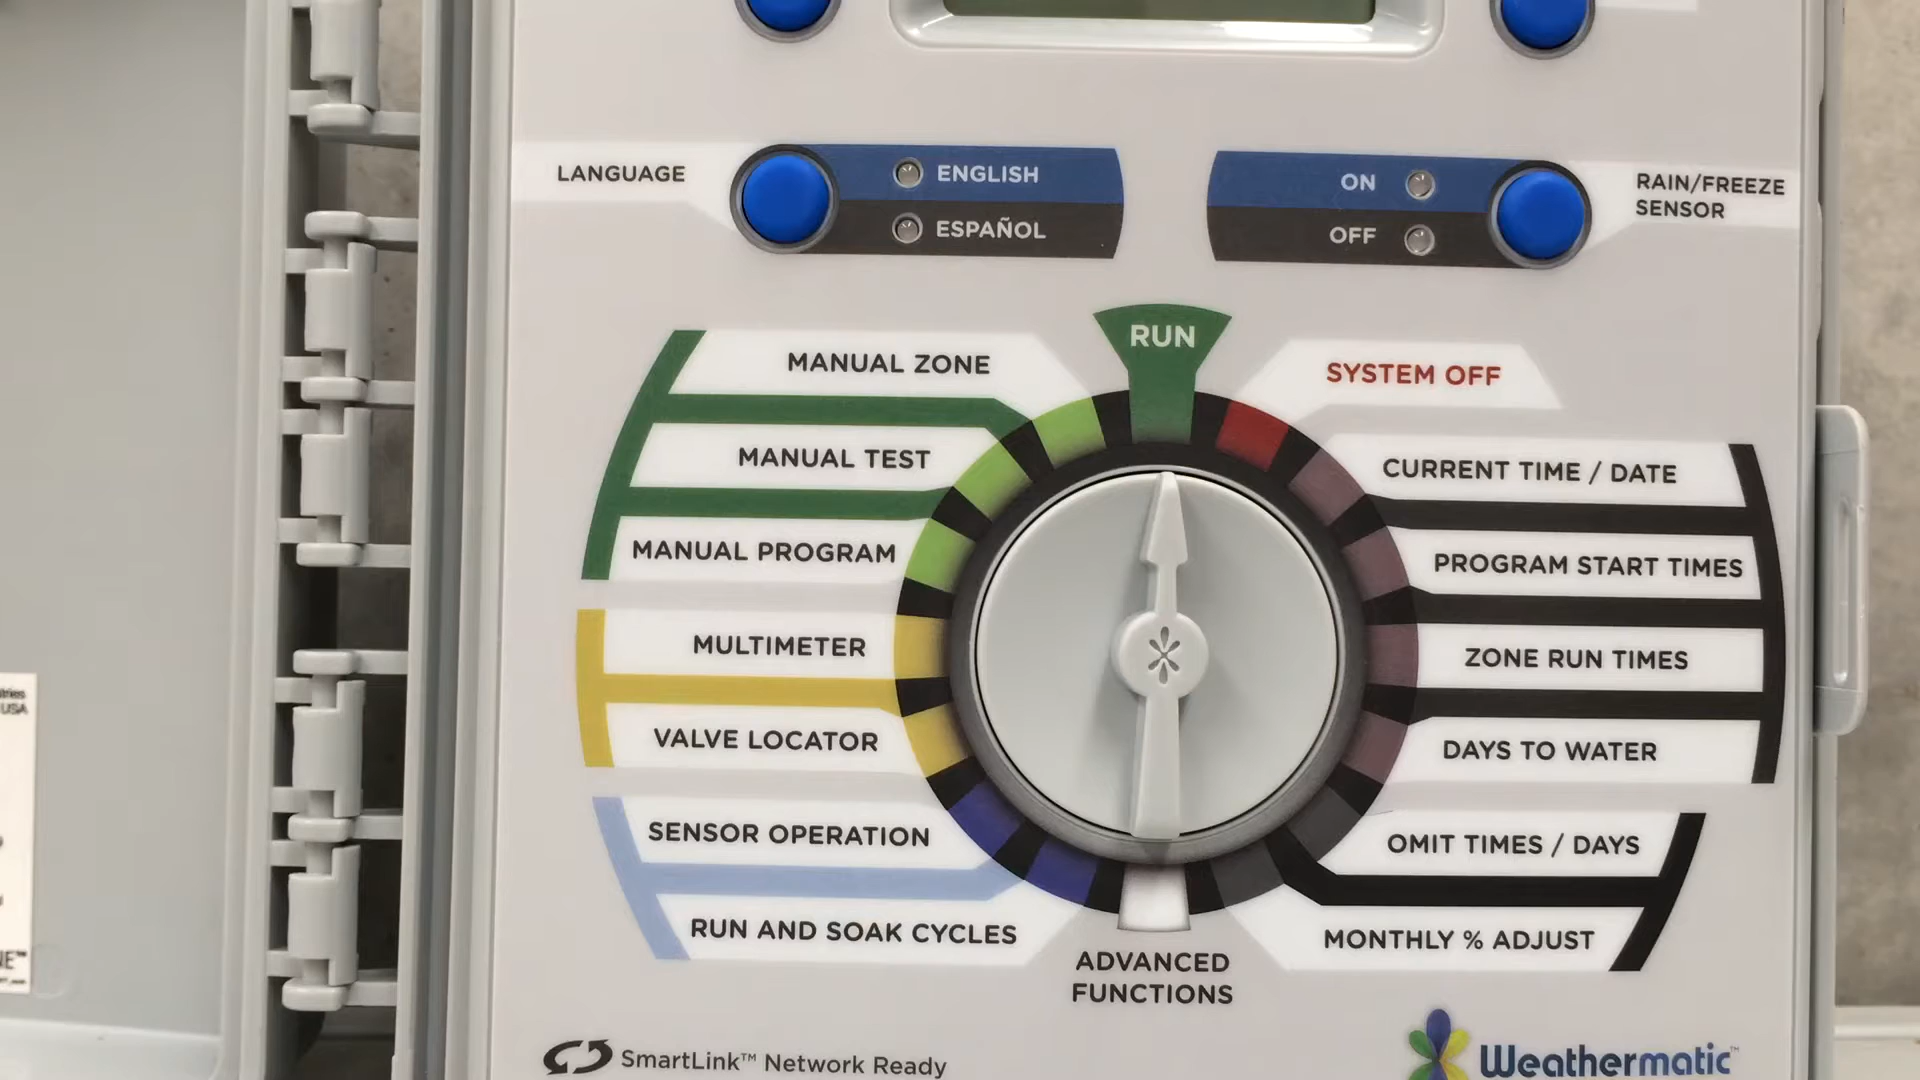 LANGUAGE
ENGLISH
ESPAÑOL
ON
OFF
RAIN/FREEZE
SENSOR
RUN
MANUAL ZONE
MANUAL TEST
MANUAL PROGRAM
MULTIMETER
VALVE LOCATOR
SENSOR OPERATION
RUN AND SOAK CYCLES
SYSTEM OFF
CURRENT TIME / DATE
PROGRAM START TIMES
ZONE RUN TIMES
DAYS TO WATER
OMIT TIMES / DAYS
MONTHLY % ADJUST
ADVANCED
FUNCTIONS
SmartLink™ Network Ready
Weathermatic™
USA